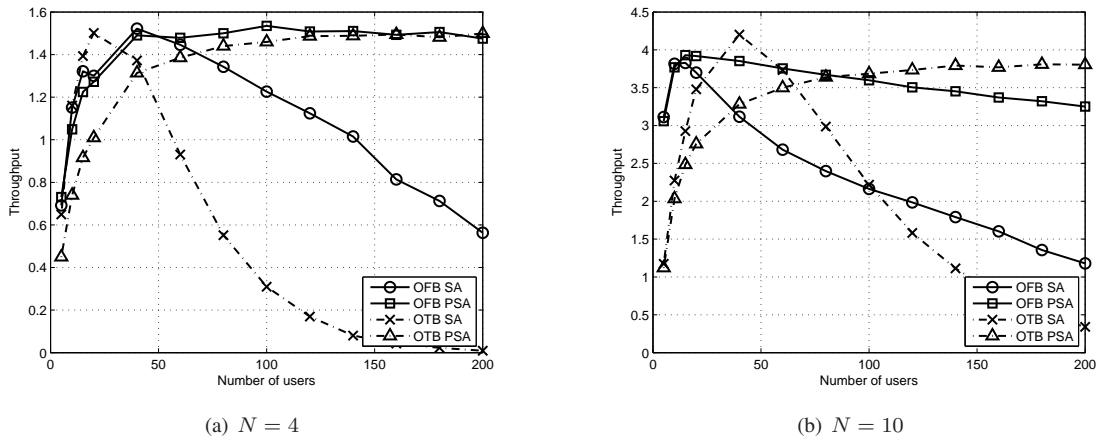 1.6
1.4
1.2
1
0.8
0.6
0.4
0.2
0
0
50
100
150
200
Throughput
Number of users
OFB SA
OFB PSA
OTB SA
OTB PSA
(a) N = 4
4.5
4
3.5
3
2.5
2
1.5
1
0.5
0
0
50
100
150
200
Throughput
Number of users
OFB SA
OFB PSA
OTB SA
OTB PSA
(b) N = 10